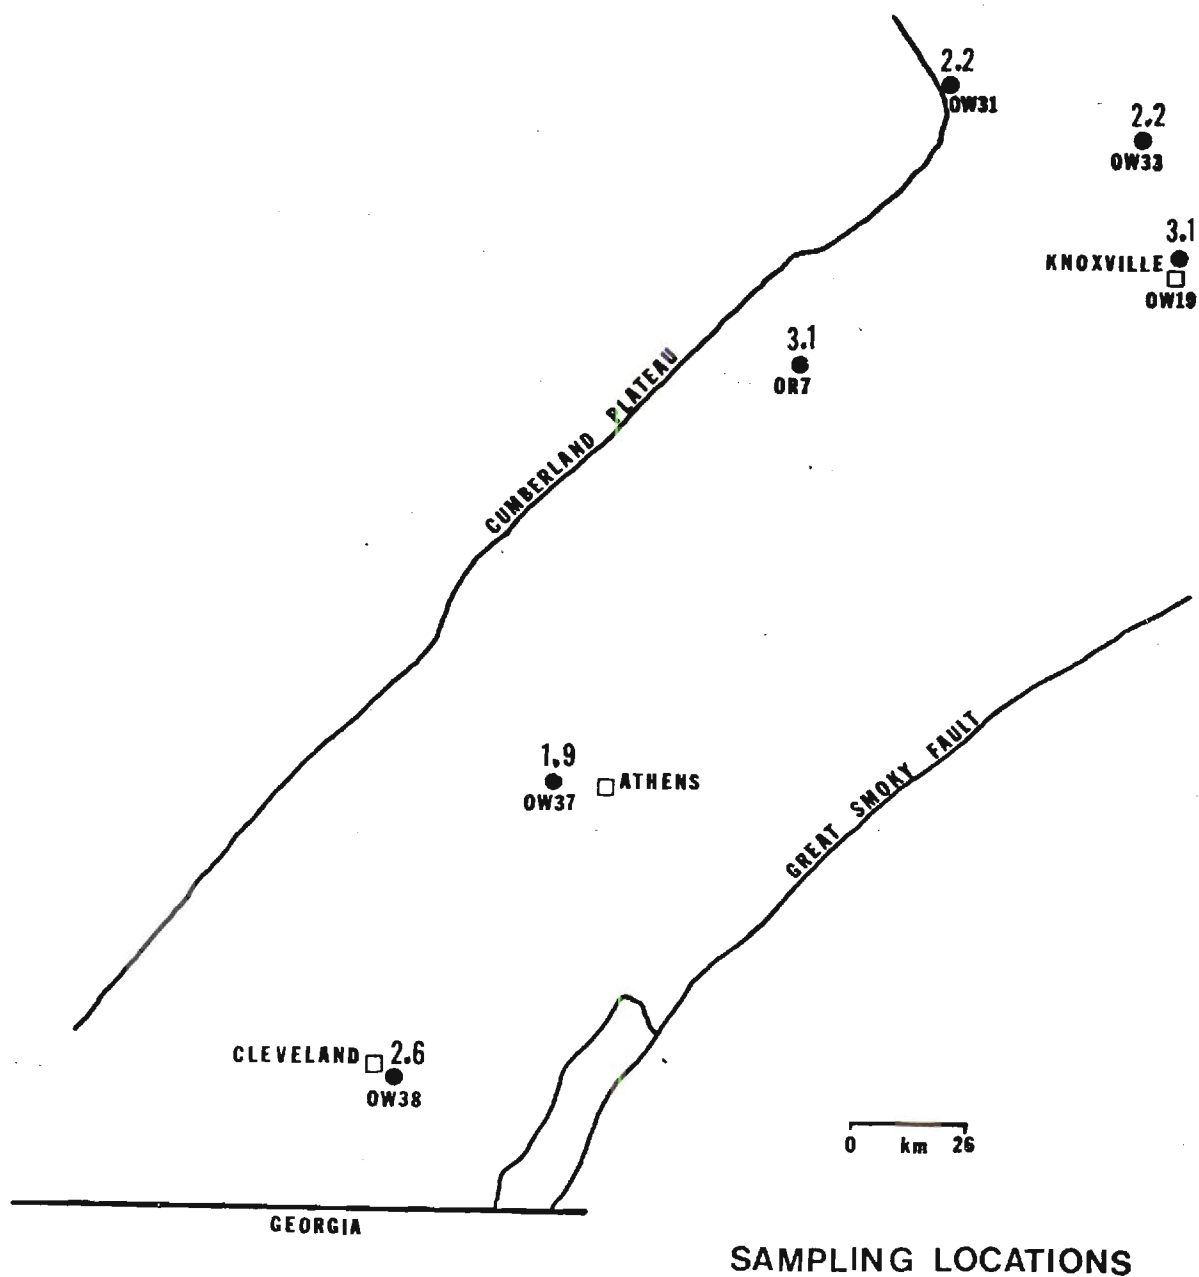 2.2
OW31
2.2
OW33
3.1
KNOXVILLE
OW19
3.1
OR7
CUMBERLAND PLATEAU
1.9
OW37
ATHENS
GREAT SMOKY FAULT
CLEVELAND
2.6
OW38
0 km 26
GEORGIA
SAMPLING LOCATIONS